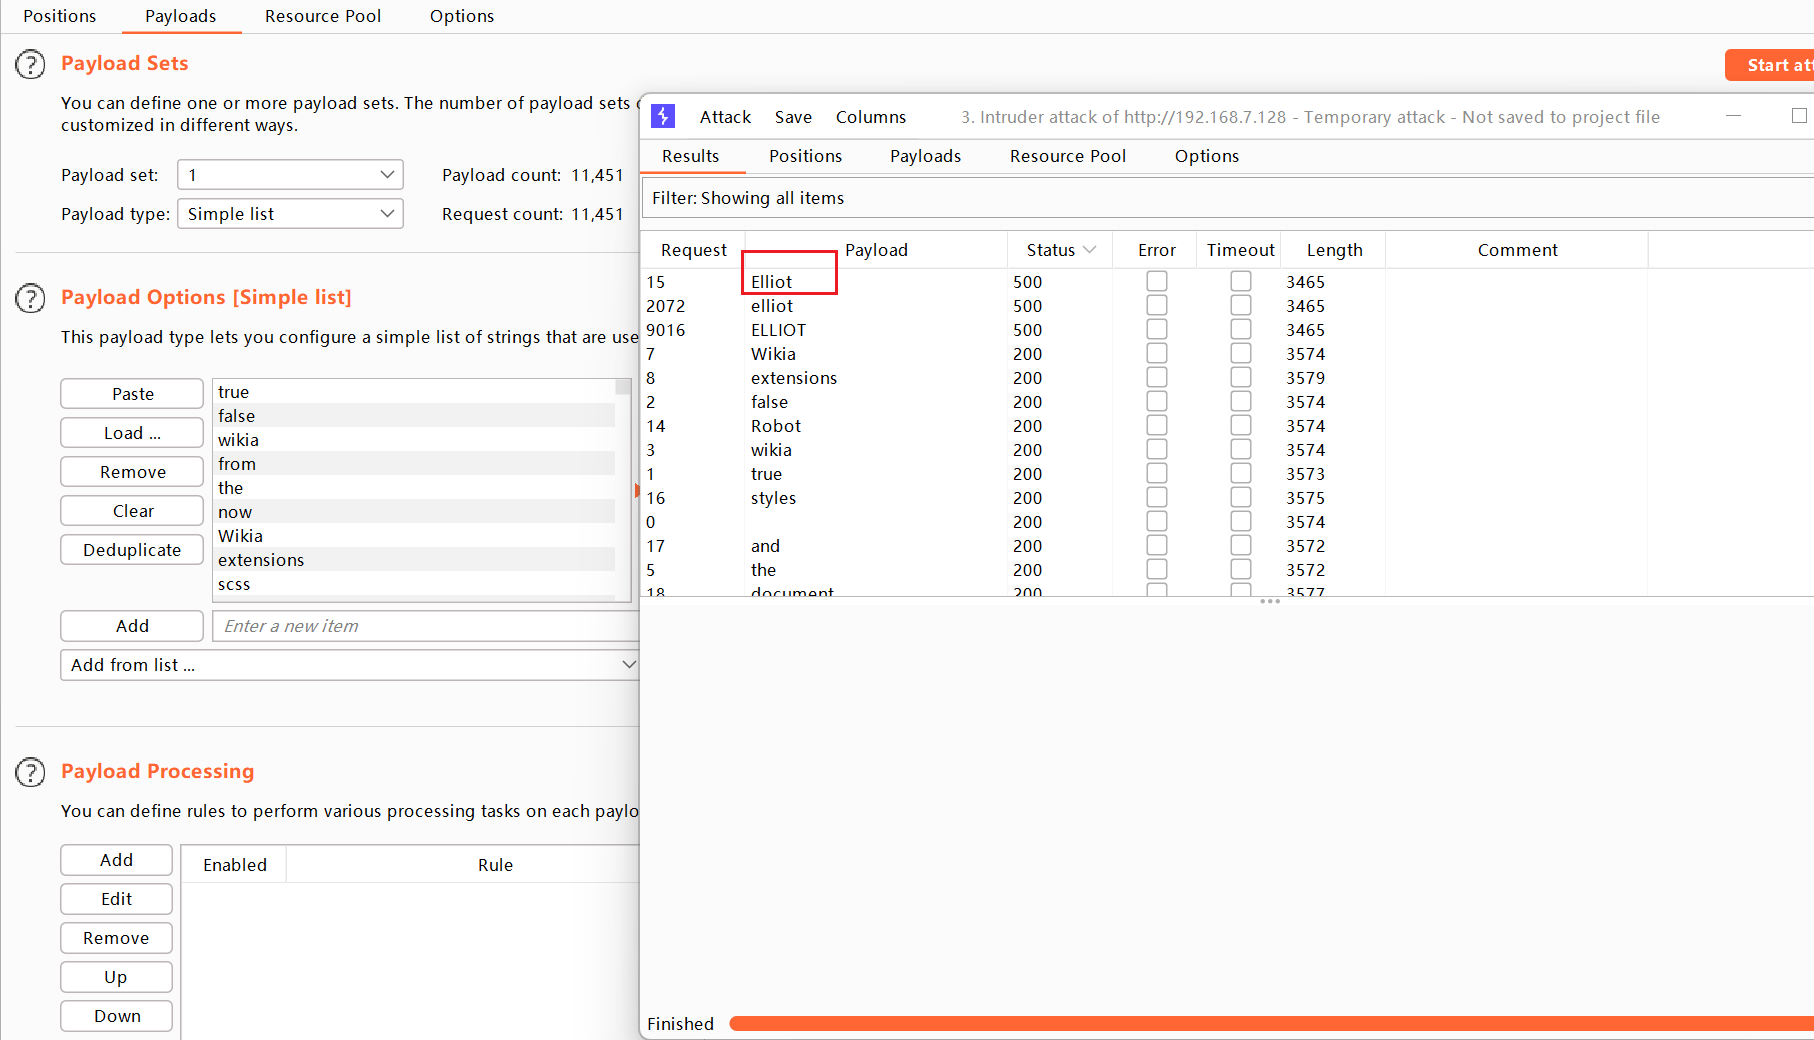 Positions Payloads Resource Pool Options
Payload Sets
Start att
You can define one or more payload sets. The number of payload sets
customized in different ways.
Payload set: 1 Payload count: 11,451
Payload type: Simple list Request count: 11,451
Payload Options [Simple list]
This payload type lets you configure a simple list of strings that are use
Paste
Load ...
Remove
Clear
Deduplicate
true
false
wikia
from
the
now
Wikia
extensions
scss
Add Enter a new item
Add from list ...
Payload Processing
You can define rules to perform various processing tasks on each paylo
Add
Edit
Remove
Up
Down
Enabled Rule
Attack Save Columns 3. Intruder attack of http://192.168.7.128 - Temporary attack - Not saved to project file
Results Positions Payloads Resource Pool Options
Filter: Showing all items
Request Payload Status Error Timeout Length Comment
15 Elliot 500 3465
2072 elliot 500 3465
9016 ELLIOT 500 3465
7 Wikia 200 3574
8 extensions 200 3579
2 false 200 3574
14 Robot 200 3574
3 wikia 200 3574
1 true 200 3573
16 styles 200 3575
0 200 3574
17 and 200 3572
5 the 200 3572
18 document 200 3577
Finished